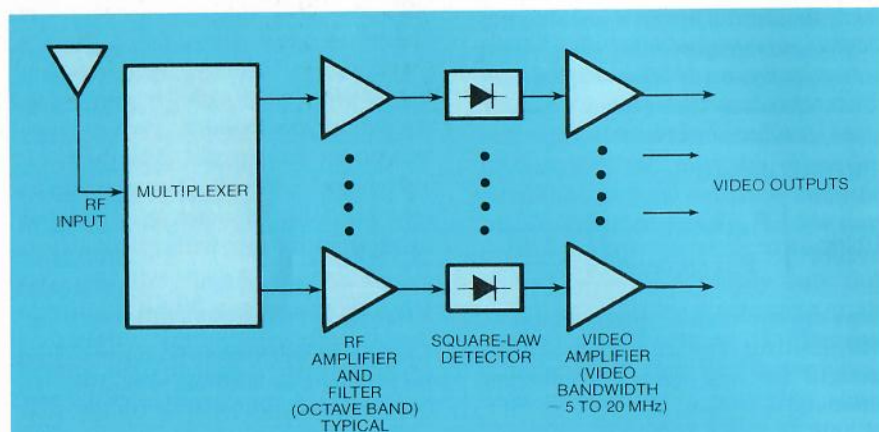 RF
INPUT
MULTIPLEXER
VIDEO OUTPUTS
RF
AMPLIFIER
AND
FILTER
(OCTAVE BAND)
TYPICAL
SQUARE-LAW
DETECTOR
VIDEO
AMPLIFIER
(VIDEO
BANDWIDTH
~ 5 TO 20 MHz)